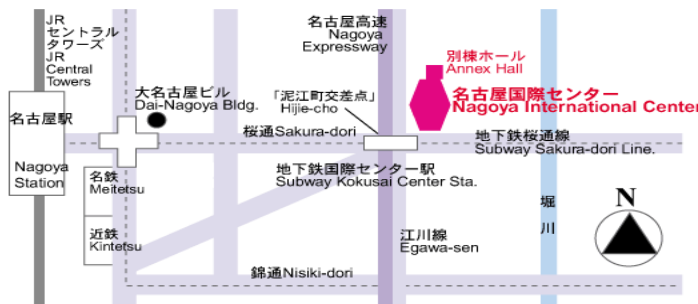 JR
セントラル
タワーズ
JR
Central
Towers
名古屋駅
Nagoya
Station
大名古屋ビル
Dai-Nagoya Bldg.
名鉄
Meitetsu
近鉄
Kintetsu
名古屋高速
Nagoya
Expressway
「泥江町交差点」
Hijie-cho
桜通Sakura-dori
地下鉄国際センター駅
Subway Kokusai Center Sta.
別棟ホール
Annex Hall
名古屋国際センター
Nagoya International Center
地下鉄桜通線
Subway Sakura-dori Line.
江川線
Egawa-sen
堀
川
錦通Nisiki-dori
N